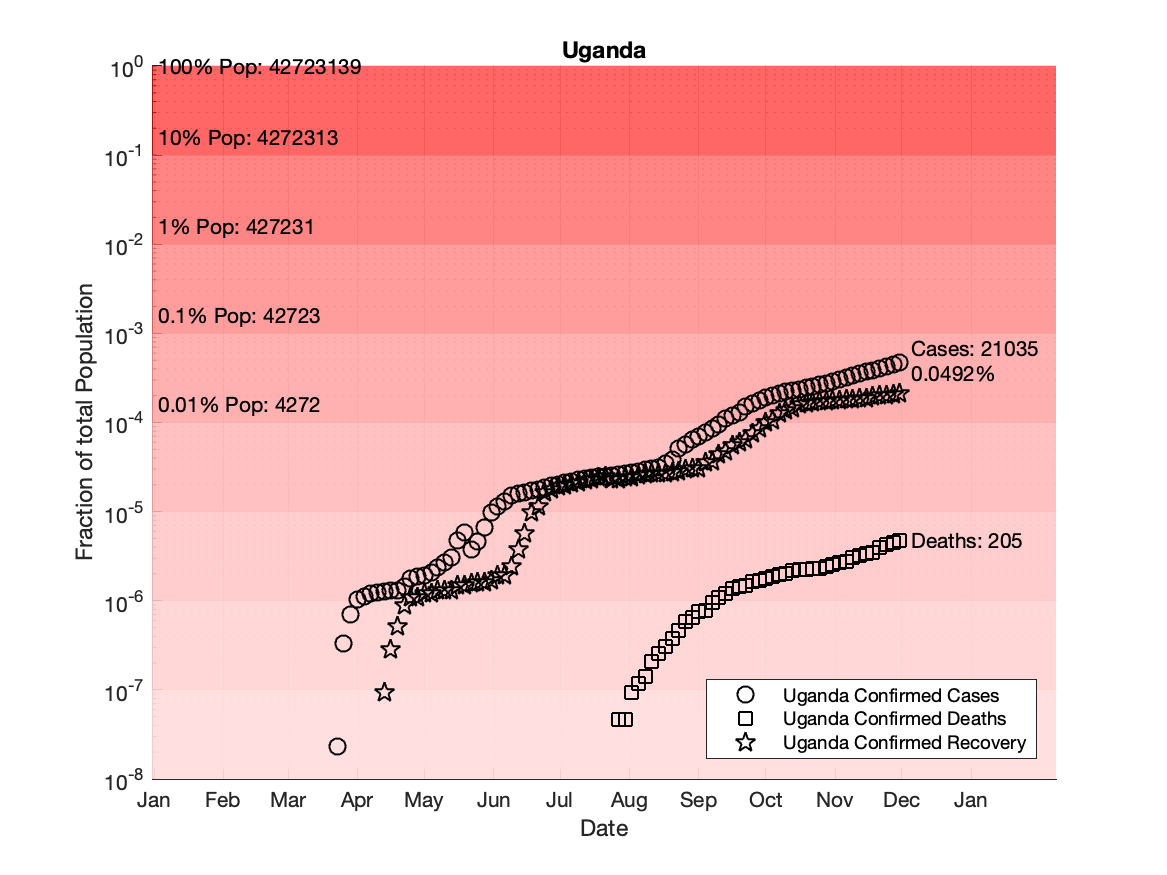 Uganda
10^0
100% Pop: 42723139
10% Pop: 4272313
10^-1
1% Pop: 427231
10^-2
0.1% Pop: 42723
10^-3
Cases: 21035
0.0492%
0.01% Pop: 4272
10^-4
10^-5
Deaths: 205
10^-6
10^-7
10^-8
Fraction of total Population
Uganda Confirmed Cases
Uganda Confirmed Deaths
Uganda Confirmed Recovery
Jan Feb Mar Apr May Jun Jul Aug Sep Oct Nov Dec Jan
Date